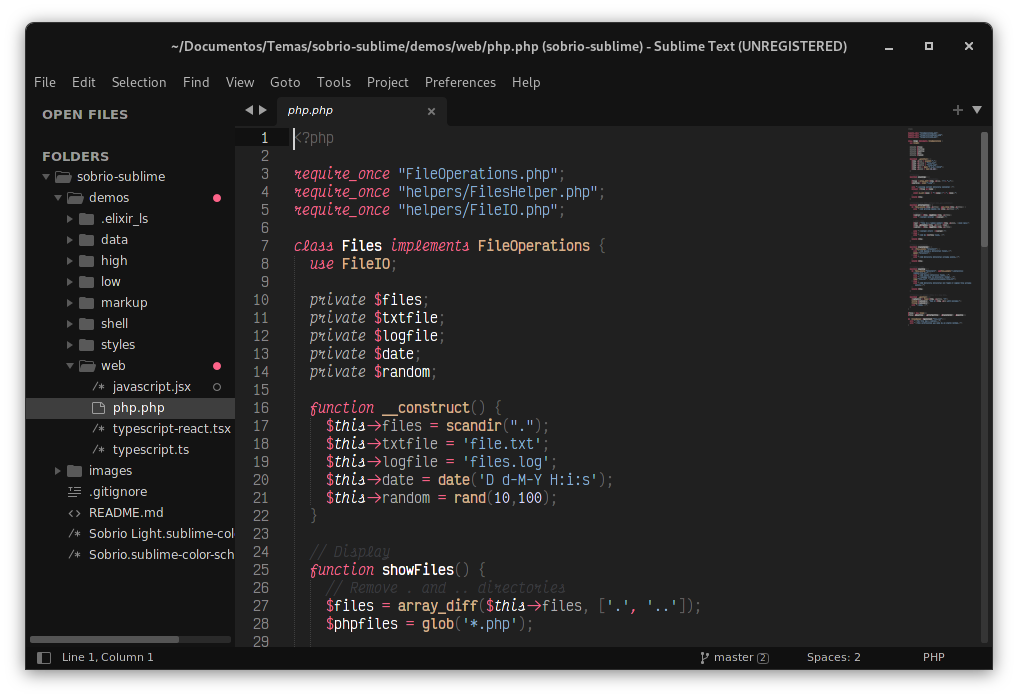 ~/Documentos/Temas/sobrio-sublime/demos/web/php.php (sobrio-sublime) - Sublime Text (UNREGISTERED)
File Edit Selection Find View Goto Tools Project Preferences Help
OPEN FILES
FOLDERS
sobrio-sublime
demos
.elixir_ls
data
high
low
markup
shell
styles
web
/* javascript.jsx
php.php
/* typescript-react.tsx
/* typescript.ts
images
.gitignore
<> README.md
/* Sobrio Light.sublime-col
/* Sobrio.sublime-color-sch
php.php
1 <?php
2
3 require_once "FileOperations.php";
4 require_once "helpers/FilesHelper.php";
5 require_once "helpers/FileIO.php";
6
7 class Files implements FileOperations {
8 use FileIO;
9
10 private $files;
11 private $txtfile;
12 private $logfile;
13 private $date;
14 private $random;
15
16 function __construct() {
17 $this->files = scandir(".");
18 $this->txtfile = 'file.txt';
19 $this->logfile = 'files.log';
20 $this->date = date('D d-M-Y H:i:s');
21 $this->random = rand(10,100);
22 }
23
24 // Display
25 function showFiles() {
26 // Remove . and .. directories
27 $files = array_diff($this->files, ['.', '..']);
28 $phpfiles = glob('*.php');
29
Line 1, Column 1
master 2
Spaces: 2
PHP